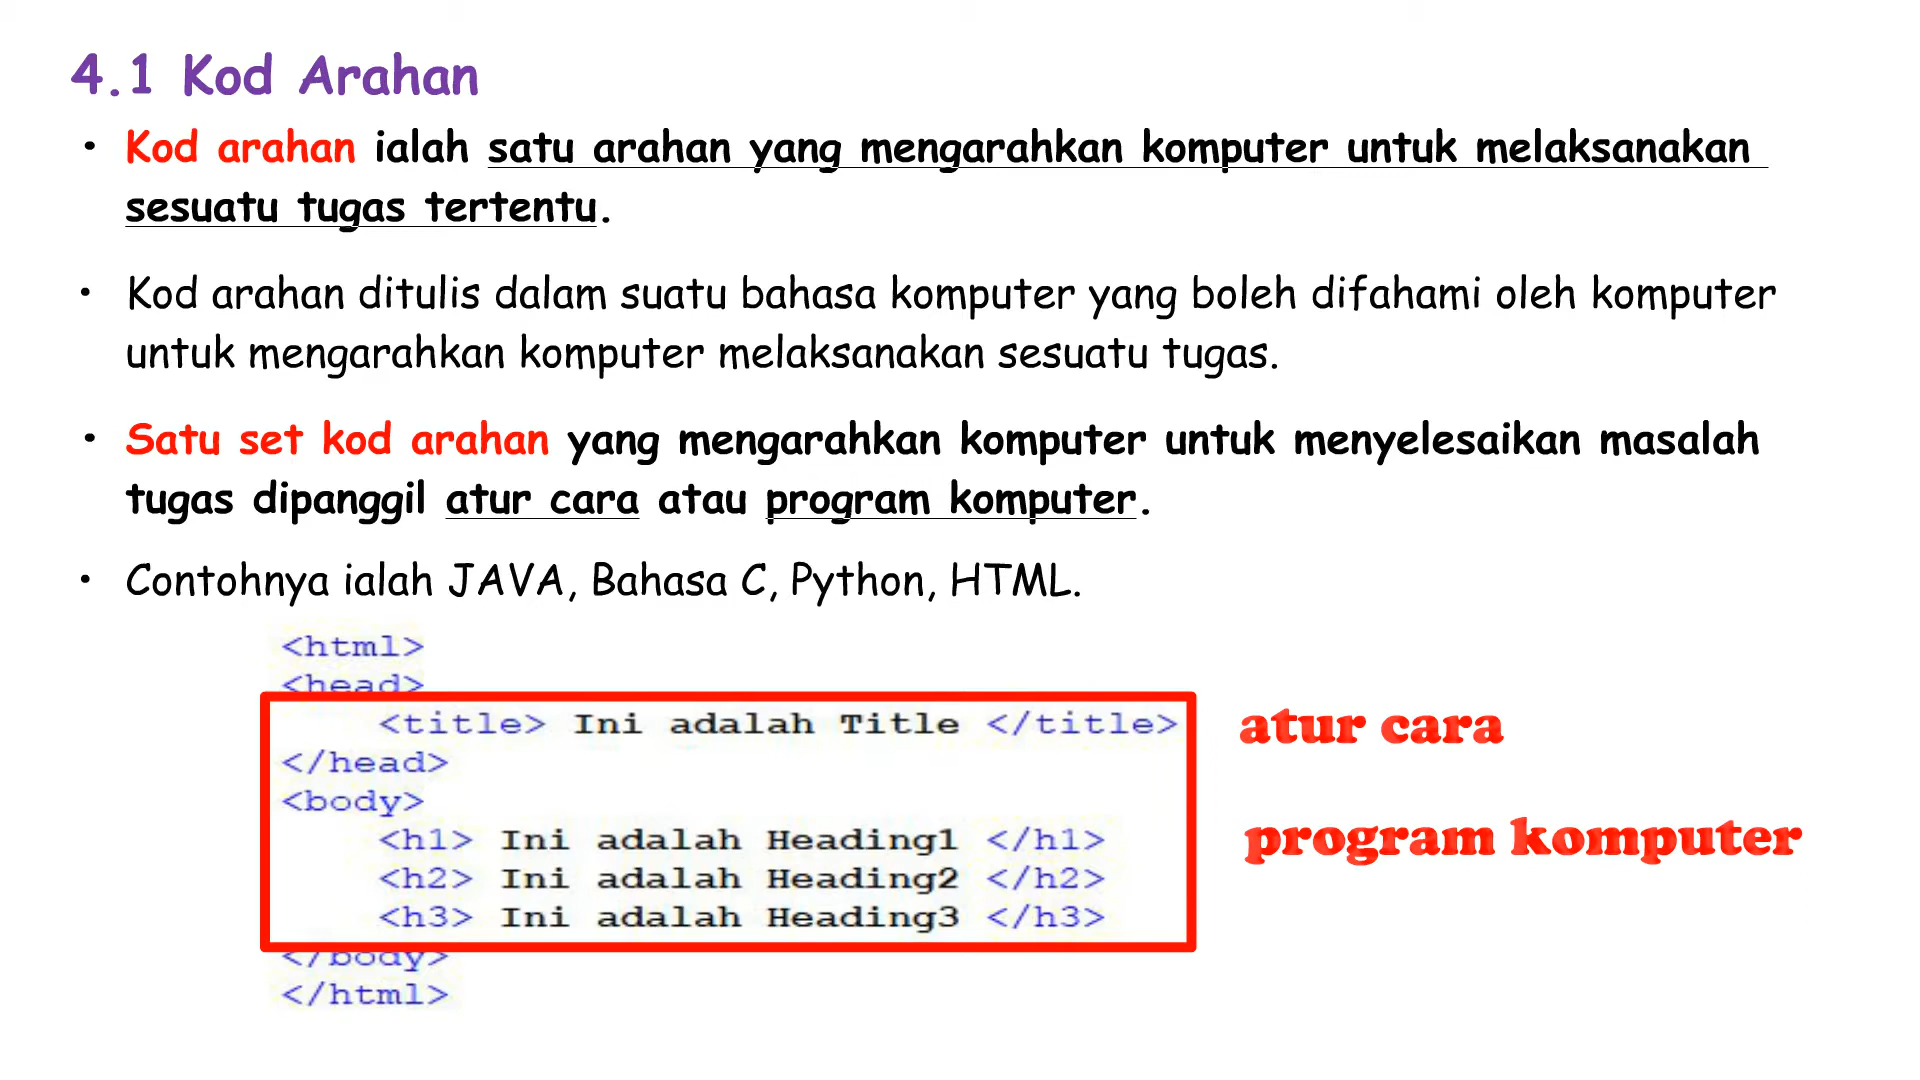 4.1 Kod Arahan
• Kod arahan ialah satu arahan yang mengarahkan komputer untuk melaksanakan
sesuatu tugas tertentu.
• Kod arahan ditulis dalam suatu bahasa komputer yang boleh difahami oleh komputer
untuk mengarahkan komputer melaksanakan sesuatu tugas.
• Satu set kod arahan yang mengarahkan komputer untuk menyelesaikan masalah
tugas dipanggil atur cara atau program komputer.
• Contohnya ialah JAVA, Bahasa C, Python, HTML.
<html>
<head>
<title> Ini adalah Title </title>
</head>
<body>
<h1> Ini adalah Heading1 </h1>
<h2> Ini adalah Heading2 </h2>
<h3> Ini adalah Heading3 </h3>
</body>
</html>
atur cara
program komputer